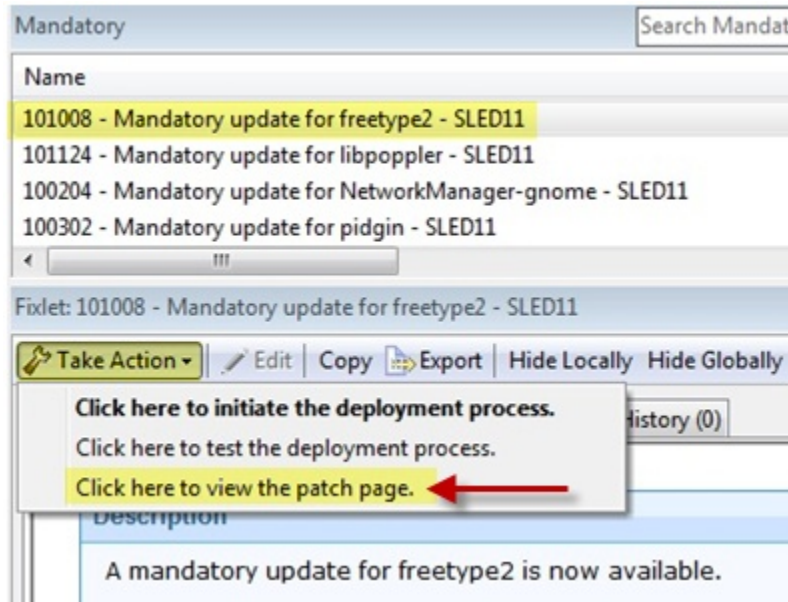 Mandatory
Search Mandat
Name
101008 - Mandatory update for freetype2 - SLED11
101124 - Mandatory update for libpoppler - SLED11
100204 - Mandatory update for NetworkManager-gnome - SLED11
100302 - Mandatory update for pidgin - SLED11
Fixlet: 101008 - Mandatory update for freetype2 - SLED11
Take Action Edit Copy Export Hide Locally Hide Globally
Click here to initiate the deployment process.
History (0)
Click here to test the deployment process.
Click here to view the patch page.
Description
A mandatory update for freetype2 is now available.